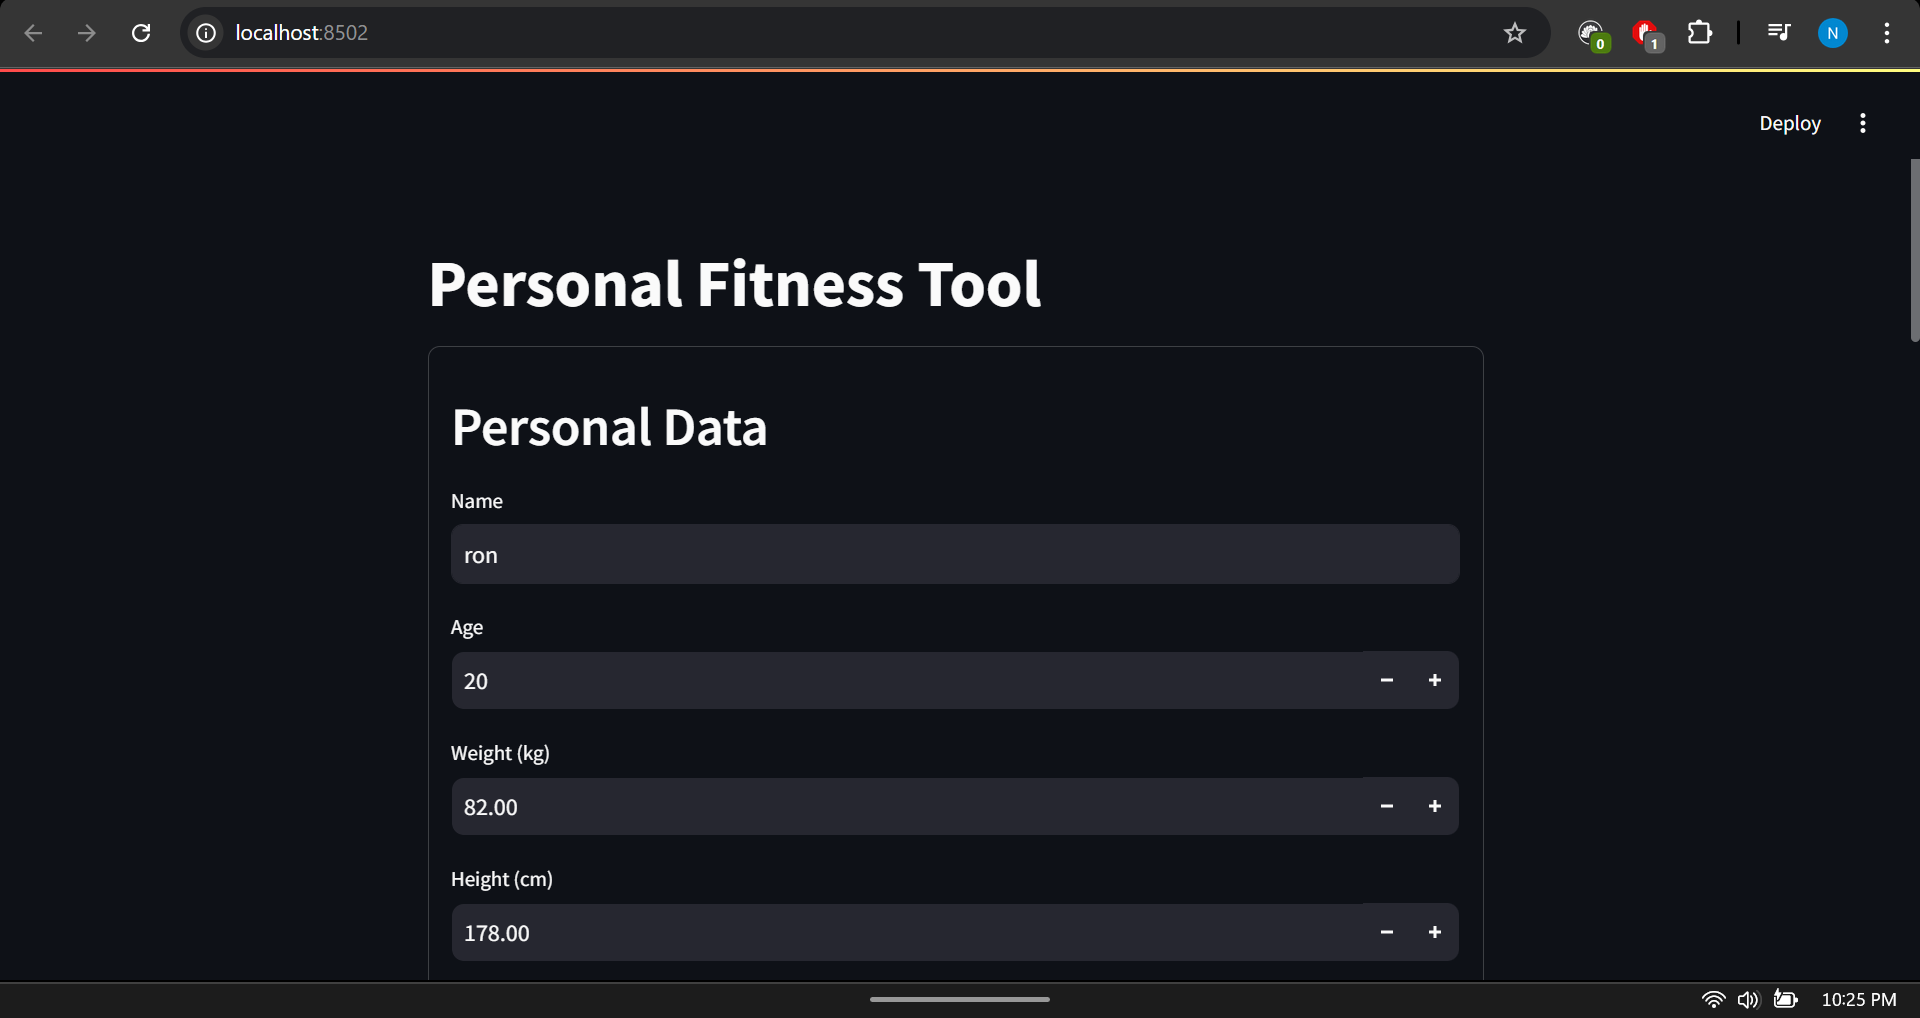 localhost:8502
0
1
N
Deploy
Personal Fitness Tool
Personal Data
Name
ron
Age
20
Weight (kg)
82.00
Height (cm)
178.00
10:25 PM